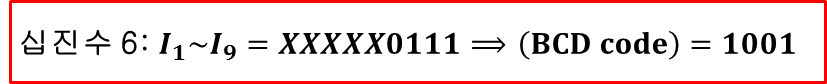 십진수 6: I₁~I₉ = XXXXX0111 ⟹ (BCD code) = 1001